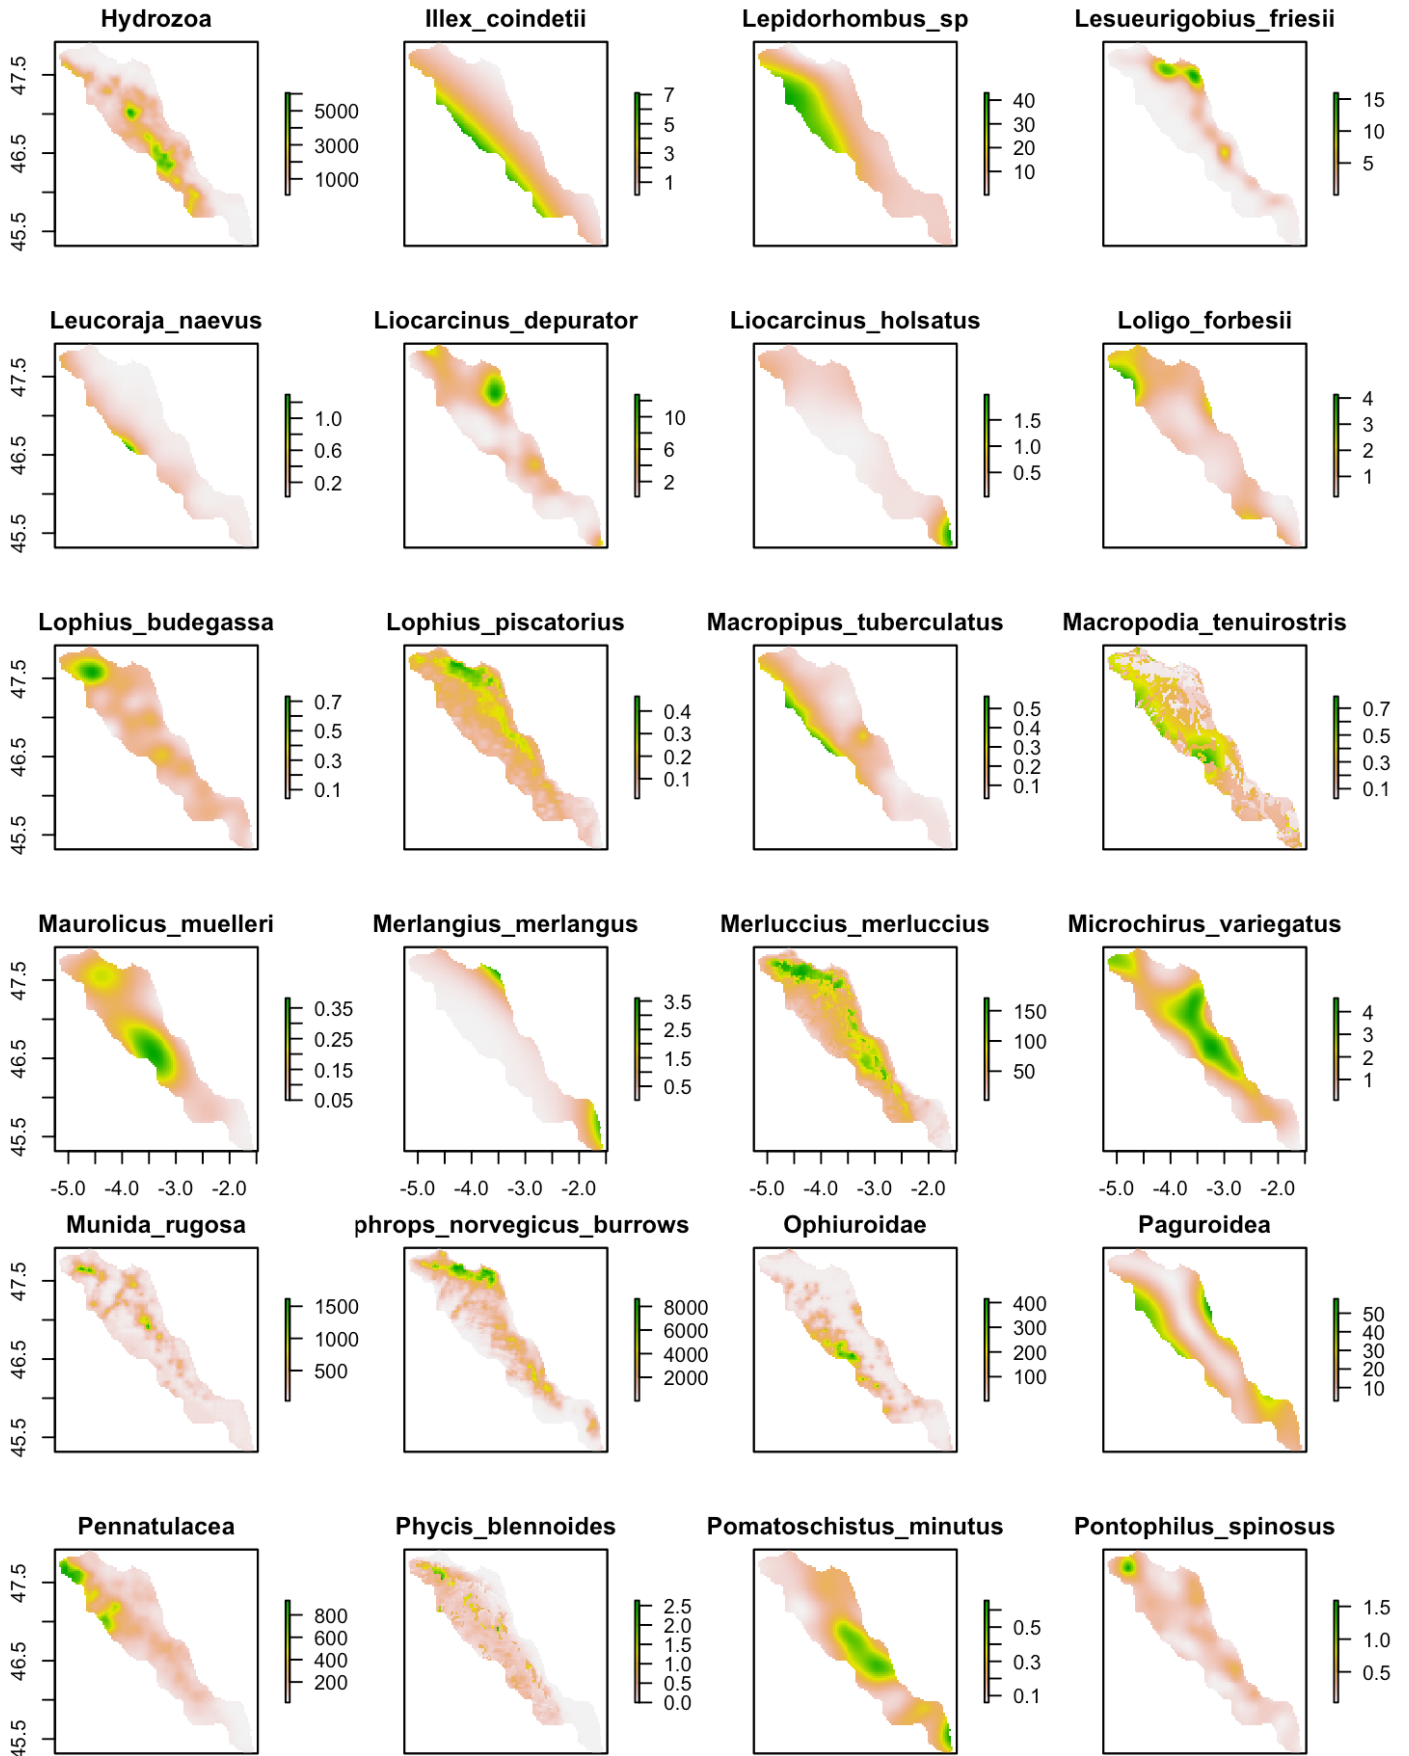 Hydrozoa Illex_coindetii Lepidorhombus_sp Lesueurigobius_friesii
47.5 46.5 45.5
5000 3000 1000
7 5 3 1
40 30 20 10
15 10 5
Leucoraja_naevus Liocarcinus_depurator Liocarcinus_holsatus Loligo_forbesii
47.5 46.5 45.5
1.0 0.6 0.2
10 6 2
1.5 1.0 0.5
4 3 2 1
Lophius_budegassa Lophius_piscatorius Macropipus_tuberculatus Macropodia_tenuirostris
47.5 46.5 45.5
0.7 0.5 0.3 0.1
0.4 0.3 0.2 0.1
0.5 0.4 0.3 0.2 0.1
0.7 0.5 0.3 0.1
Maurolicus_muelleri Merlangius_merlangus Merluccius_merluccius Microchirus_variegatus
47.5 46.5 45.5
0.35 0.25 0.15 0.05
3.5 2.5 1.5 0.5
150 100 50
4 3 2 1
-5.0 -4.0 -3.0 -2.0 -5.0 -4.0 -3.0 -2.0 -5.0 -4.0 -3.0 -2.0 -5.0 -4.0 -3.0 -2.0
Munida_rugosa phrops_norvegicus_burrows Ophiuroidae Paguroidea
47.5 46.5 45.5
1500 1000 500
8000 6000 4000 2000
400 300 200 100
50 40 30 20 10
Pennatulacea Phycis_blennoides Pomatoschistus_minutus Pontophilus_spinosus
47.5 46.5 45.5
800 600 400 200
2.5 2.0 1.5 1.0 0.5 0.0
0.5 0.3 0.1
1.5 1.0 0.5